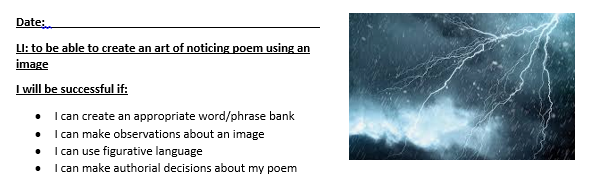 Date:
LI: to be able to create an art of noticing poem using an
image
I will be successful if:
• I can create an appropriate word/phrase bank
• I can make observations about an image
• I can use figurative language
• I can make authorial decisions about my poem